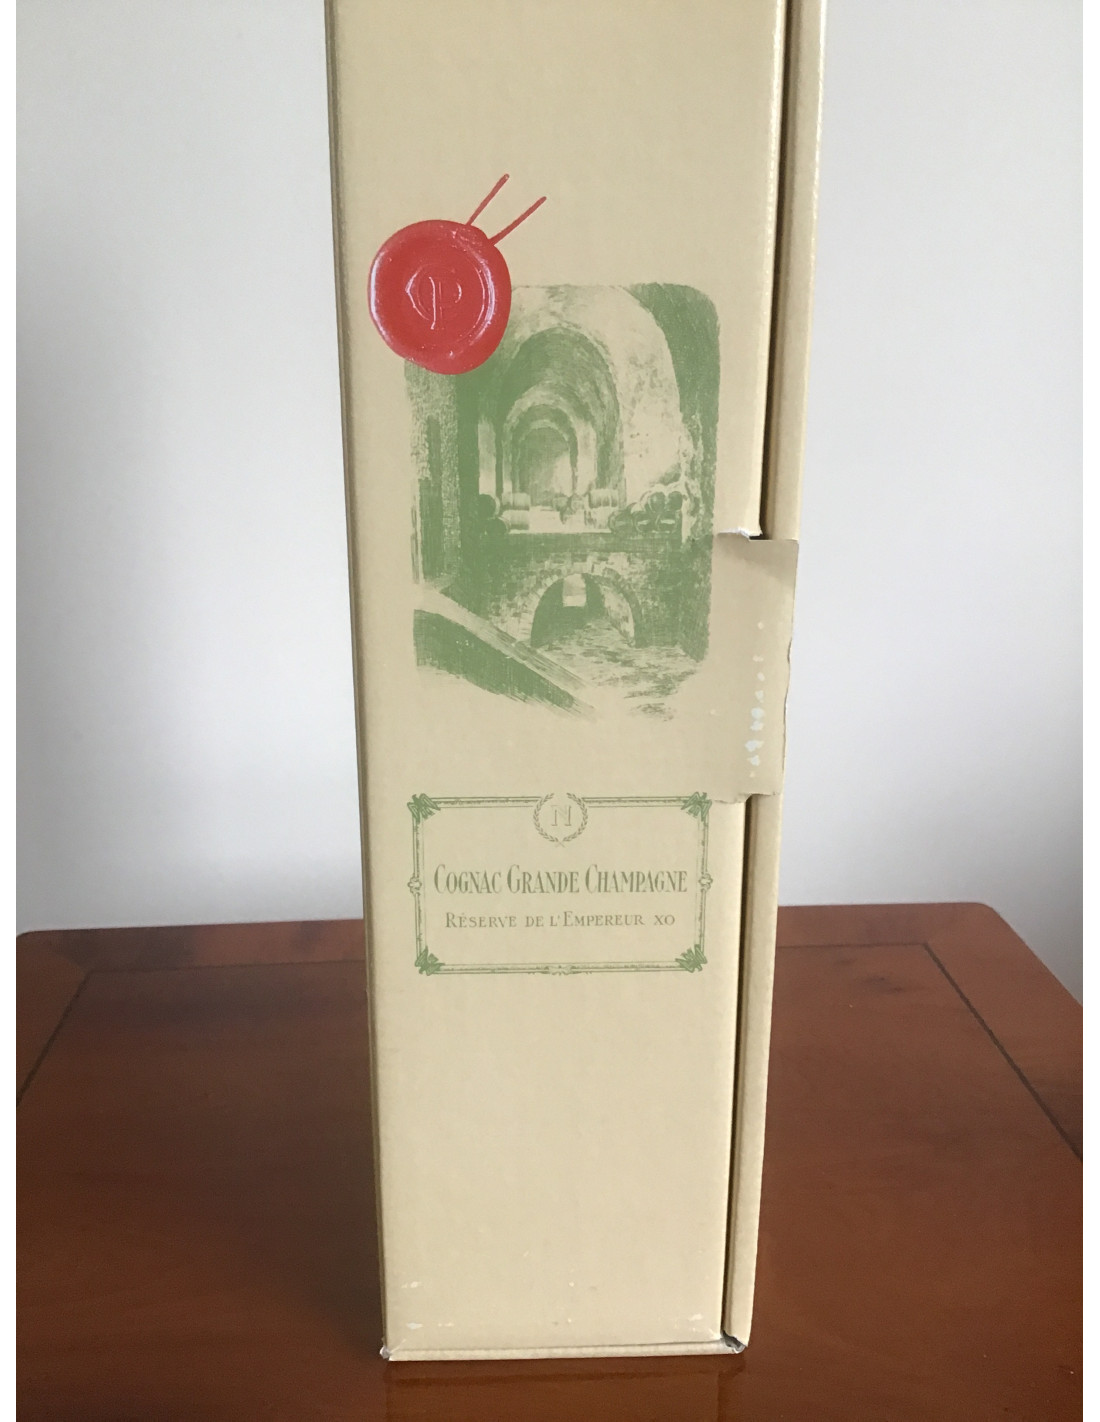 N
COGNAC GRANDE CHAMPAGNE
RÉSERVE DE L'EMPEREUR XO